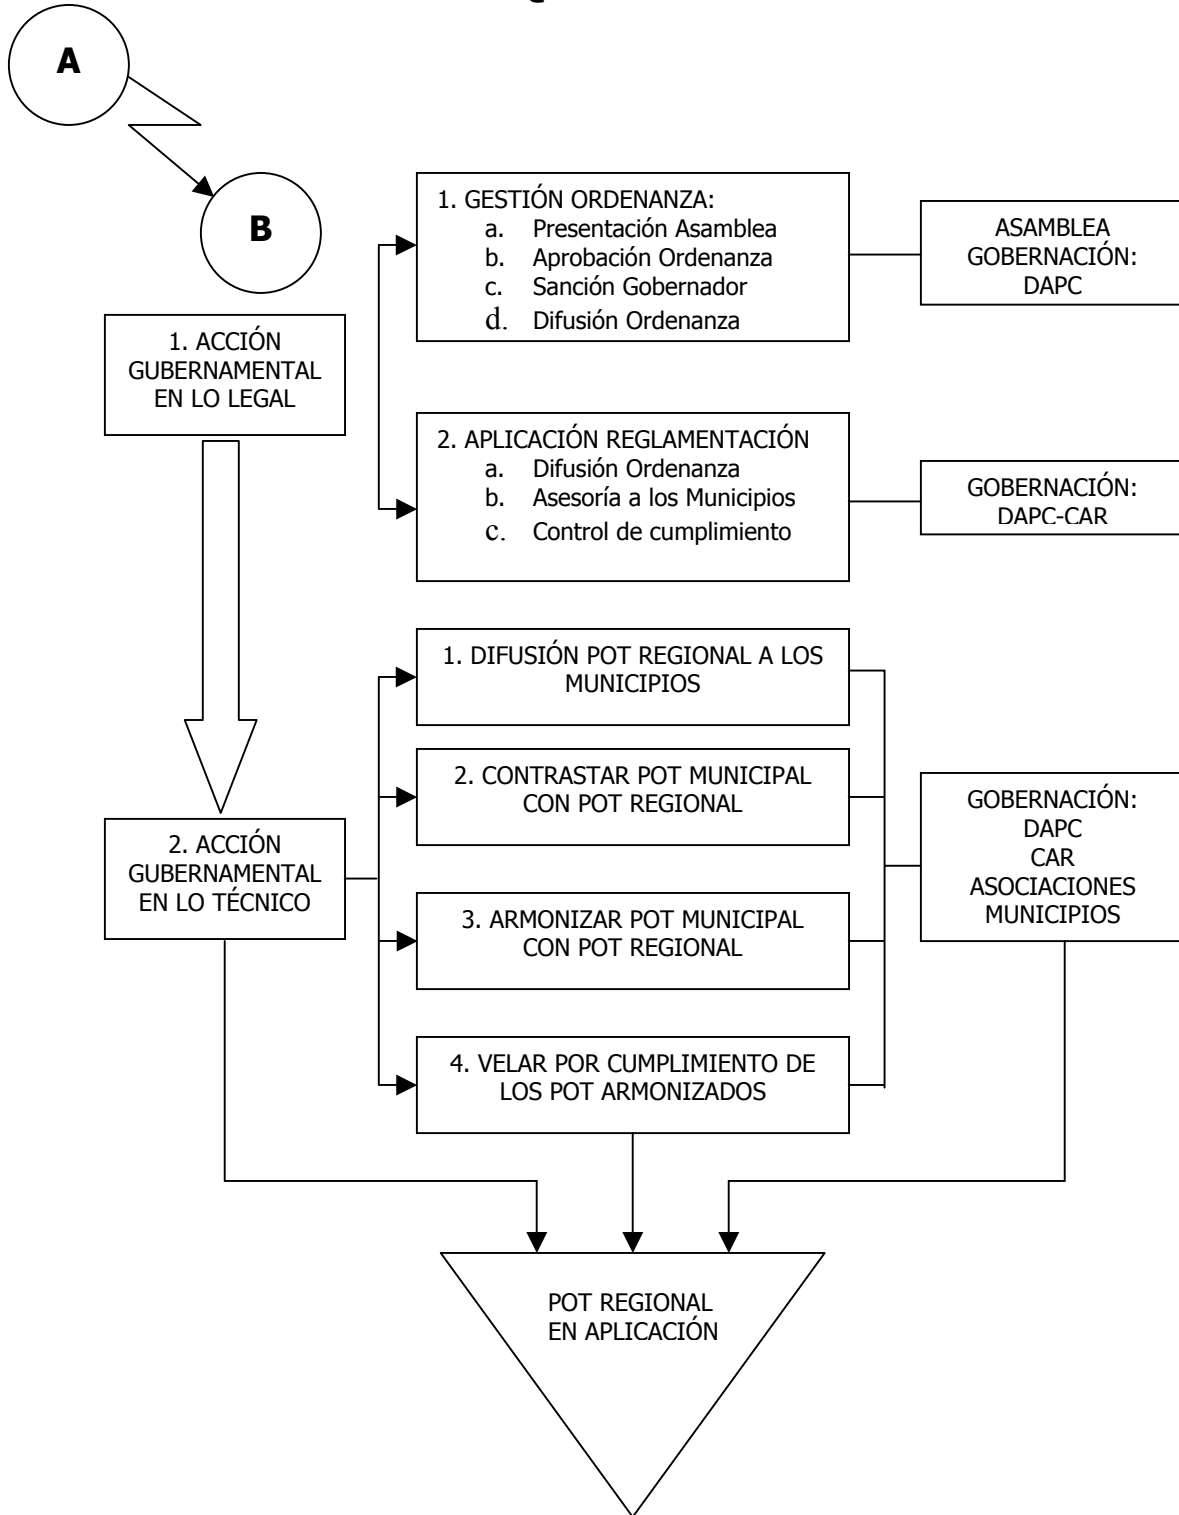 A
B
1. GESTIÓN ORDENANZA:
a. Presentación Asamblea
b. Aprobación Ordenanza
c. Sanción Gobernador
d. Difusión Ordenanza
ASAMBLEA
GOBERNACIÓN:
DAPC
1. ACCIÓN
GUBERNAMENTAL
EN LO LEGAL
2. APLICACIÓN REGLAMENTACIÓN
a. Difusión Ordenanza
b. Asesoría a los Municipios
c. Control de cumplimiento
GOBERNACIÓN:
DAPC-CAR
1. DIFUSIÓN POT REGIONAL A LOS
MUNICIPIOS
2. CONTRASTAR POT MUNICIPAL
CON POT REGIONAL
GOBERNACIÓN:
DAPC
CAR
ASOCIACIONES
MUNICIPIOS
2. ACCIÓN
GUBERNAMENTAL
EN LO TÉCNICO
3. ARMONIZAR POT MUNICIPAL
CON POT REGIONAL
4. VELAR POR CUMPLIMIENTO DE
LOS POT ARMONIZADOS
POT REGIONAL
EN APLICACIÓN